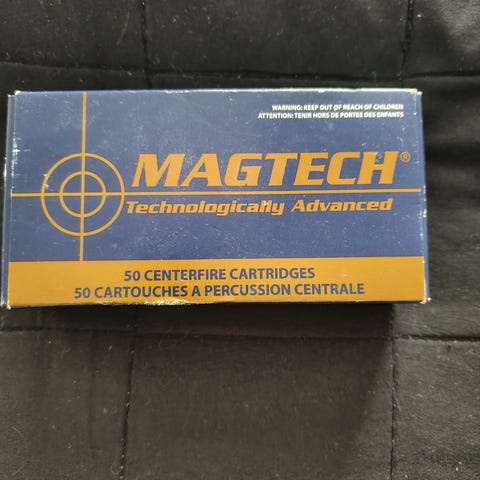 WARNING: KEEP OUT OF REACH OF CHILDREN
ATTENTION: TENIR HORS DE PORTEE DES ENFANTS
MAGTECH®
Technologically Advanced
50 CENTERFIRE CARTRIDGES
50 CARTOUCHES A PERCUSSION CENTRALE